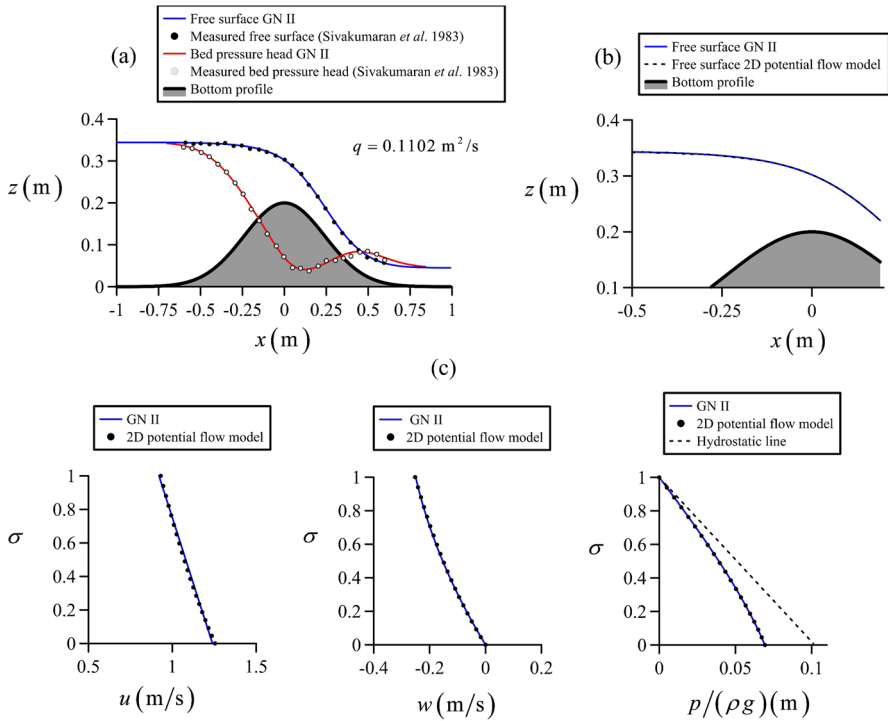 (a)
Free surface GN II
Measured free surface (Sivakumaran et al. 1983)
Bed pressure head GN II
Measured bed pressure head (Sivakumaran et al. 1983)
Bottom profile
q = 0.1102 m²/s
z (m)
0.4
0.3
0.2
0.1
0
-1 -0.75 -0.5 -0.25 0 0.25 0.5 0.75 1
x (m)
(b)
Free surface GN II
Free surface 2D potential flow model
Bottom profile
z (m)
0.4
0.3
0.2
0.1
-0.5 -0.25 0
x (m)
(c)
GN II
2D potential flow model
σ
1
0.8
0.6
0.4
0.2
0
0.5 1 1.5
u (m/s)
GN II
2D potential flow model
σ
1
0.8
0.6
0.4
0.2
0
-0.4 -0.2 0 0.2
w (m/s)
GN II
2D potential flow model
Hydrostatic line
σ
1
0.8
0.6
0.4
0.2
0
0 0.05 0.1
p/(ρg)(m)